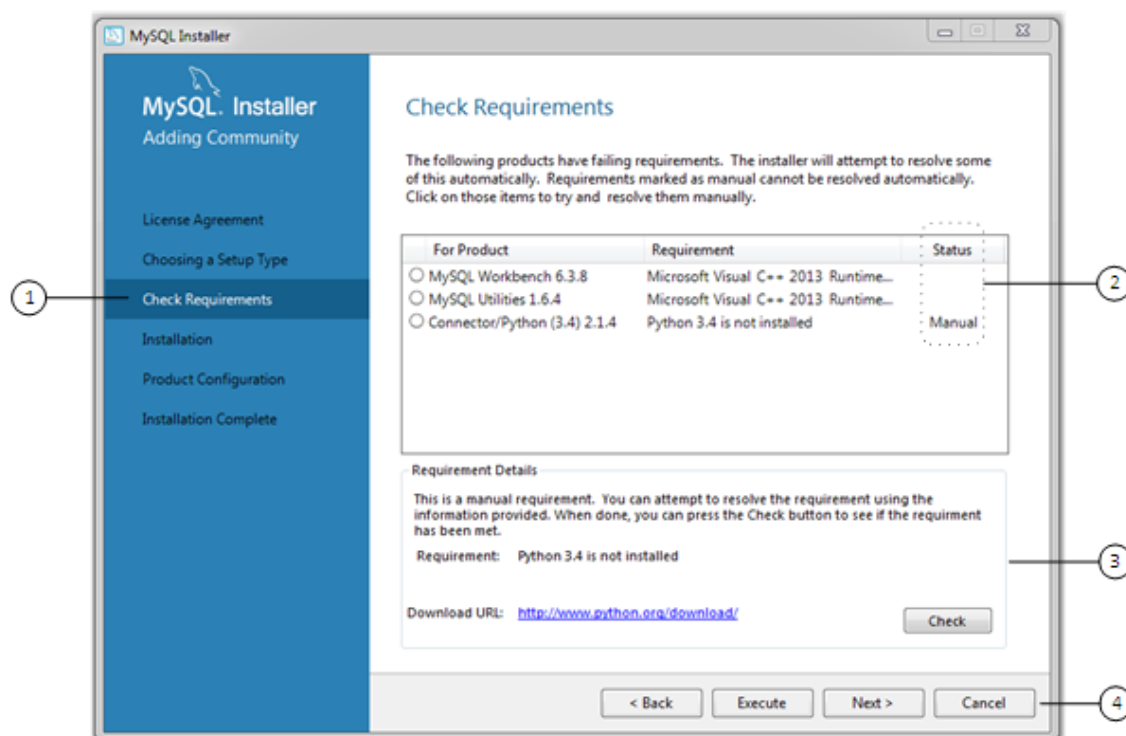 MySQL Installer
MySQL. Installer
Adding Community
License Agreement
Choosing a Setup Type
Check Requirements
Installation
Product Configuration
Installation Complete
Check Requirements
The following products have failing requirements. The installer will attempt to resolve some
of this automatically. Requirements marked as manual cannot be resolved automatically.
Click on those items to try and resolve them manually.
For Product Requirement Status
MySQL Workbench 6.3.8 Microsoft Visual C++ 2013 Runtime...
MySQL Utilities 1.6.4 Microsoft Visual C++ 2013 Runtime...
Connector/Python (3.4) 2.1.4 Python 3.4 is not installed Manual
Requirement Details
This is a manual requirement. You can attempt to resolve the requirement using the
information provided. When done, you can press the Check button to see if the requirment
has been met.
Requirement: Python 3.4 is not installed
Download URL: http://www.python.org/download/
Check
< Back Execute Next > Cancel
1
2
3
4